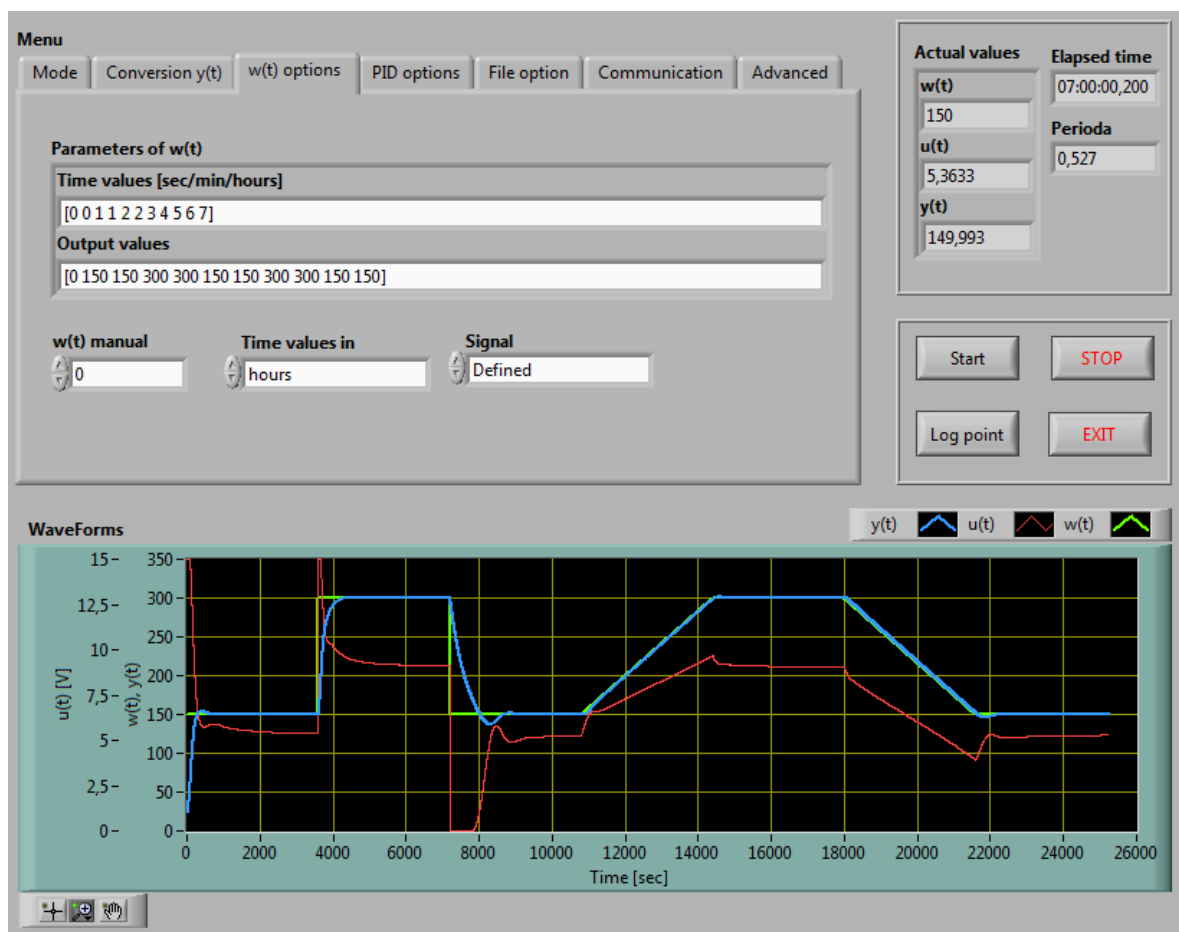 Menu
Mode Conversion y(t) w(t) options PID options File option Communication Advanced
Parameters of w(t)
Time values [sec/min/hours]
[0 0 1 1 2 2 3 4 5 6 7]
Output values
[0 150 150 300 300 150 150 300 300 150 150]
w(t) manual Time values in Signal
0 hours Defined
Actual values Elapsed time
w(t) 07:00:00,200
150
Perioda
u(t)
0,527
5,3633
y(t)
149,993
Start STOP
Log point EXIT
WaveForms
y(t) u(t) w(t)
15 350
12,5 300
250
10
200
7,5
150
5
100
2,5
50
0 0
u(t) [V]
w(t), y(t)
0 2000 4000 6000 8000 10000 12000 14000 16000 18000 20000 22000 24000 26000
Time [sec]